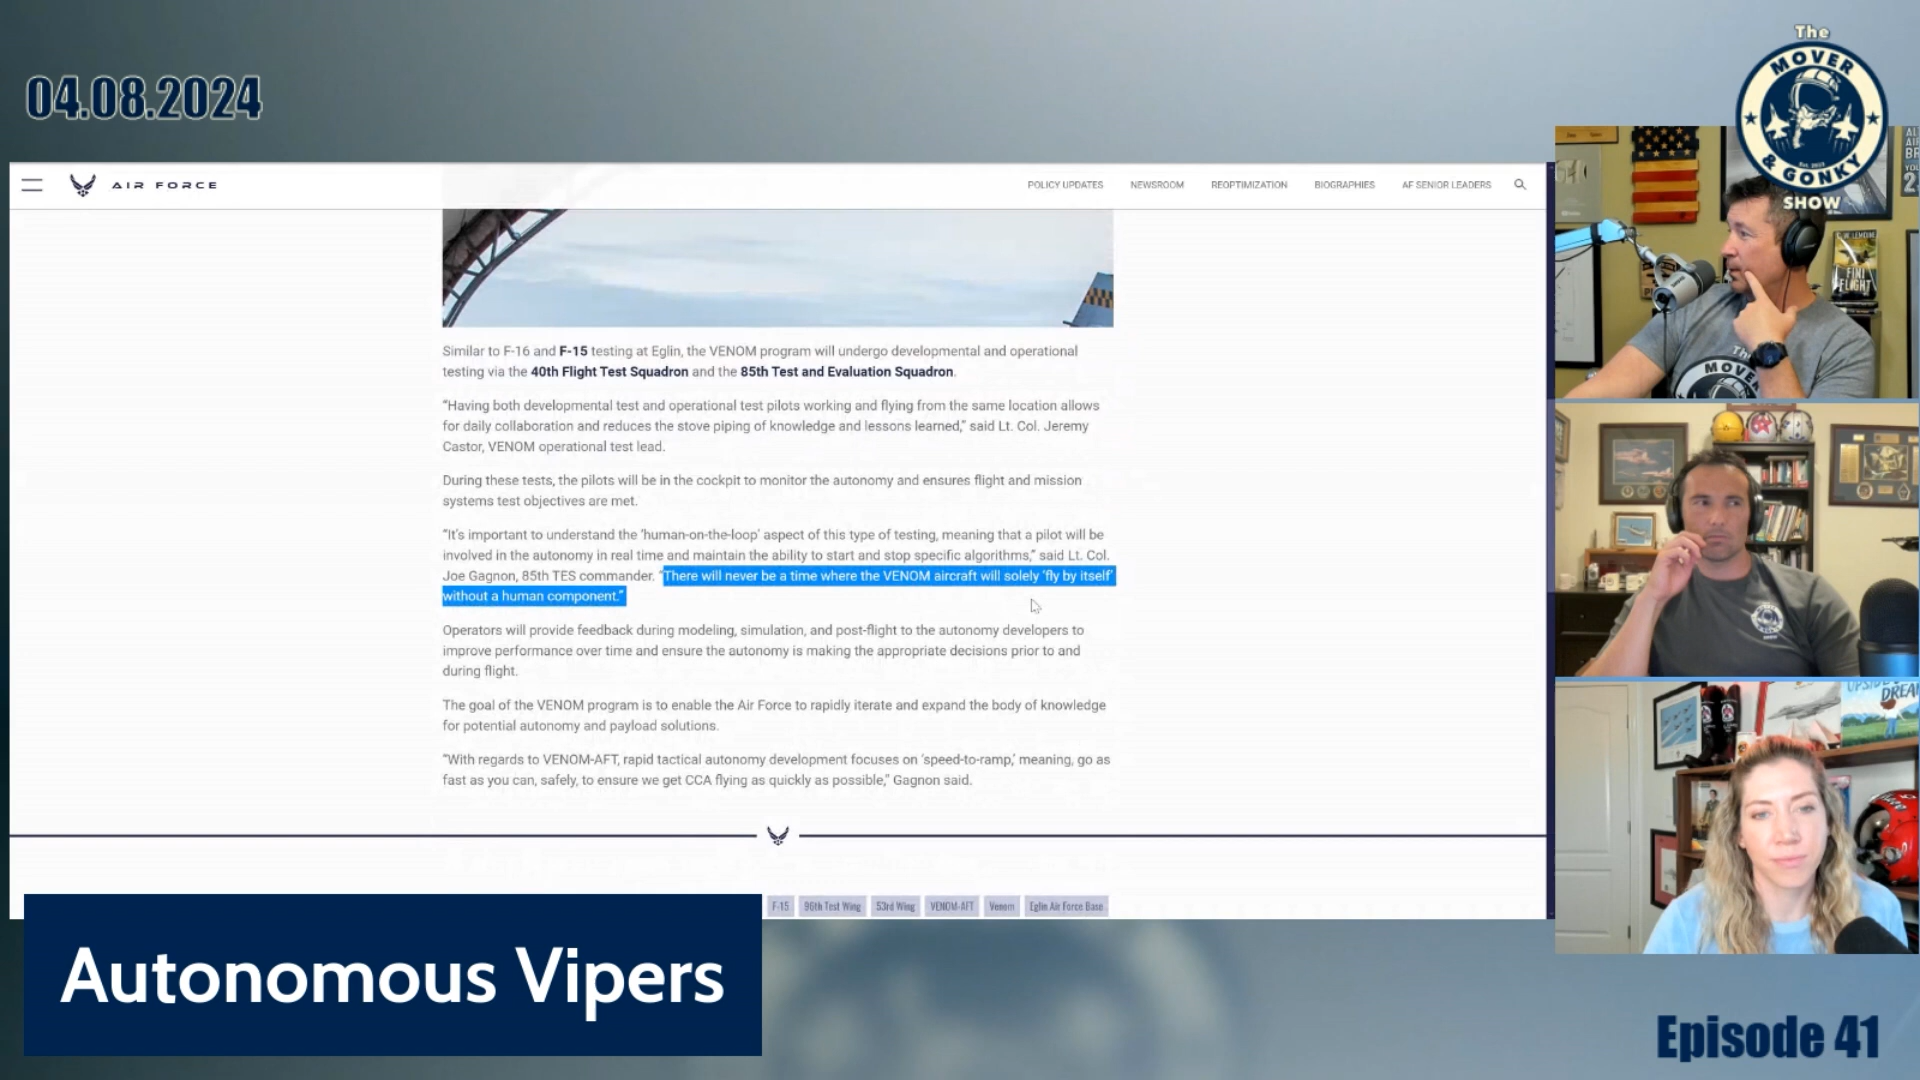 04.08.2024
The
MOVER
& GONKY
SHOW
AIR FORCE
POLICY UPDATES
NEWSROOM
REOPTIMIZATION
BIOGRAPHIES
AF SENIOR LEADERS
Similar to F-16 and F-15 testing at Eglin, the VENOM program will undergo developmental and operational
testing via the 40th Flight Test Squadron and the 85th Test and Evaluation Squadron.
“Having both developmental test and operational test pilots working and flying from the same location allows
for daily collaboration and reduces the stove piping of knowledge and lessons learned,” said Lt. Col. Jeremy
Castor, VENOM operational test lead.
During these tests, the pilots will be in the cockpit to monitor the autonomy and ensures flight and mission
systems test objectives are met.
“It’s important to understand the ‘human-on-the-loop’ aspect of this type of testing, meaning that a pilot will be
involved in the autonomy in real time and maintain the ability to start and stop specific algorithms,” said Lt. Col.
Joe Gagnon, 85th TES commander. “There will never be a time where the VENOM aircraft will solely ‘fly by itself’
without a human component.”
Operators will provide feedback during modeling, simulation, and post-flight to the autonomy developers to
improve performance over time and ensure the autonomy is making the appropriate decisions prior to and
during flight.
The goal of the VENOM program is to enable the Air Force to rapidly iterate and expand the body of knowledge
for potential autonomy and payload solutions.
“With regards to VENOM-AFT, rapid tactical autonomy development focuses on ‘speed-to-ramp,’ meaning, go as
fast as you can, safely, to ensure we get CCA flying as quickly as possible,” Gagnon said.
F-15
96th Test Wing
53rd Wing
VENOM-AFT
Venom
Eglin Air Force Base
Autonomous Vipers
Episode 41
FINI
FLIGHT
The
MOVER
DREAM